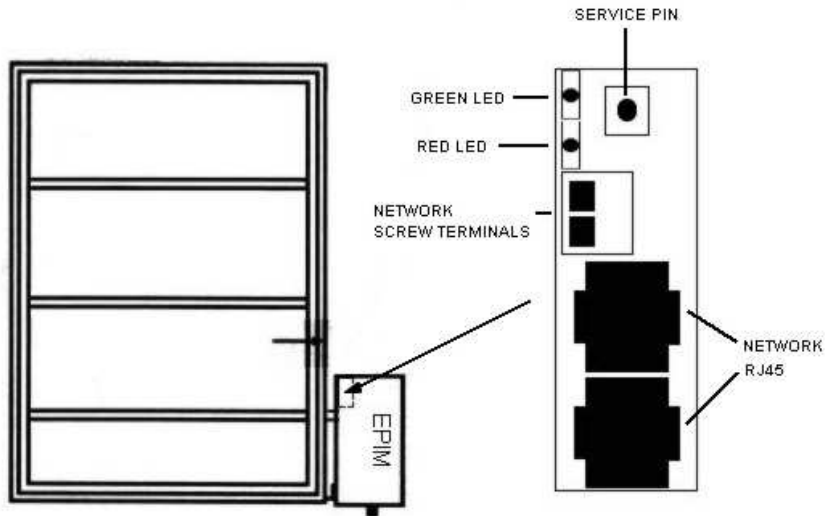 SERVICE PIN
GREEN LED
RED LED
NETWORK
SCREW TERMINALS
NETWORK
RJ45
EPIM